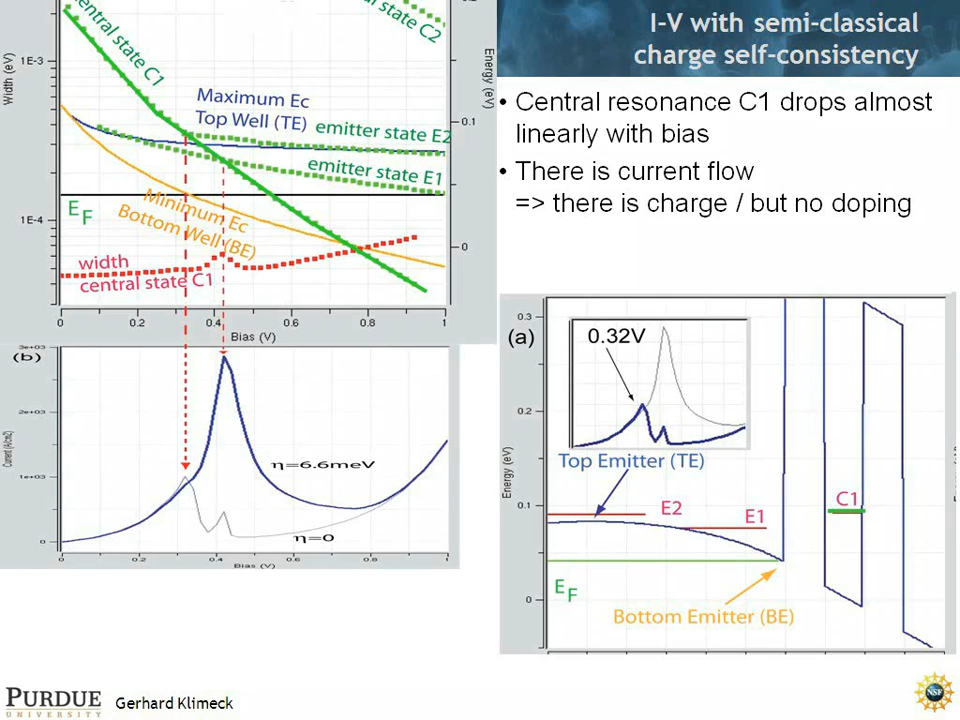 I-V with semi-classical
charge self-consistency
• Central resonance C1 drops almost
linearly with bias
• There is current flow
=> there is charge / but no doping
central state C1
central state C2
Width (eV)
1E-3
1E-4
Energy (eV)
0.2
0.1
0
Maximum Ec
Top Well (TE)
emitter state E2
emitter state E1
EF
Minimum Ec
Bottom Well (BE)
width
central state C1
0
0.2
0.4
0.6
0.8
1
Bias (V)
(b)
3e+03
2e+03
1e+03
0
Current (A/cm2)
η=6.6meV
η=0
0
0.2
0.4
0.6
0.8
1
Bias (V)
(a)
0.3
0.2
0.1
0
Energy (eV)
0.32V
Top Emitter (TE)
E2
E1
C1
EF
Bottom Emitter (BE)
PURDUE
UNIVERSITY
Gerhard Klimeck
NSF